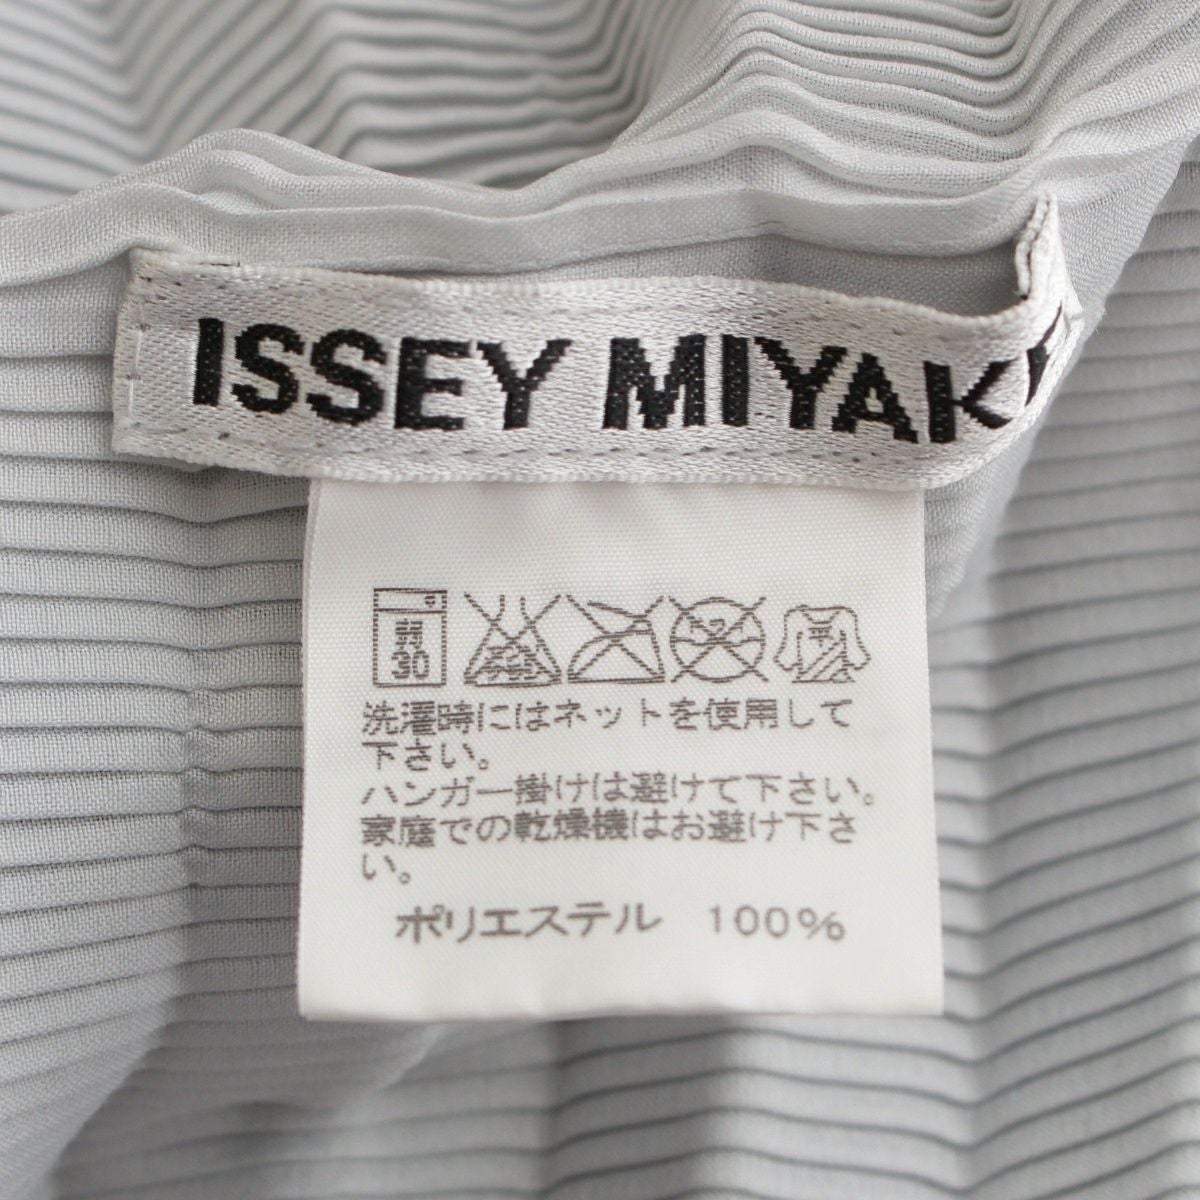 ISSEY MIYAK
弱
30
洗濯時にはネットを使用して
下さい。
ハンガー掛けは避けて下さい。
家庭での乾燥機はお避け下さ
い。
ポリエステル 100%